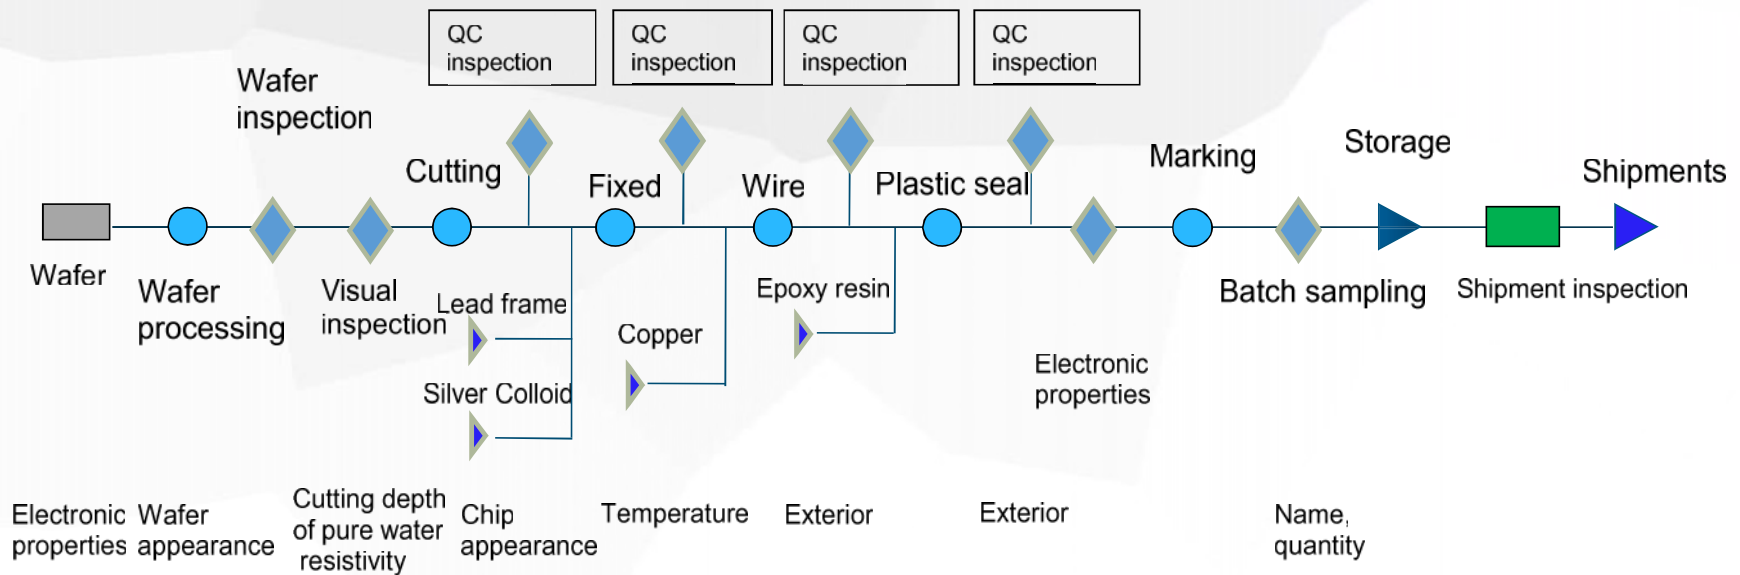 QC
inspection
QC
inspection
QC
inspection
QC
inspection
Wafer
inspection
Cutting
Fixed
Wire
Plastic seal
Marking
Storage
Shipments
Wafer
Wafer
processing
Visual
inspection
Lead frame
Silver Colloid
Copper
Epoxy resin
Electronic
properties
Batch sampling
Shipment inspection
Electronic
properties
Wafer
appearance
Cutting depth
of pure water
resistivity
Chip
appearance
Temperature
Exterior
Exterior
Name,
quantity